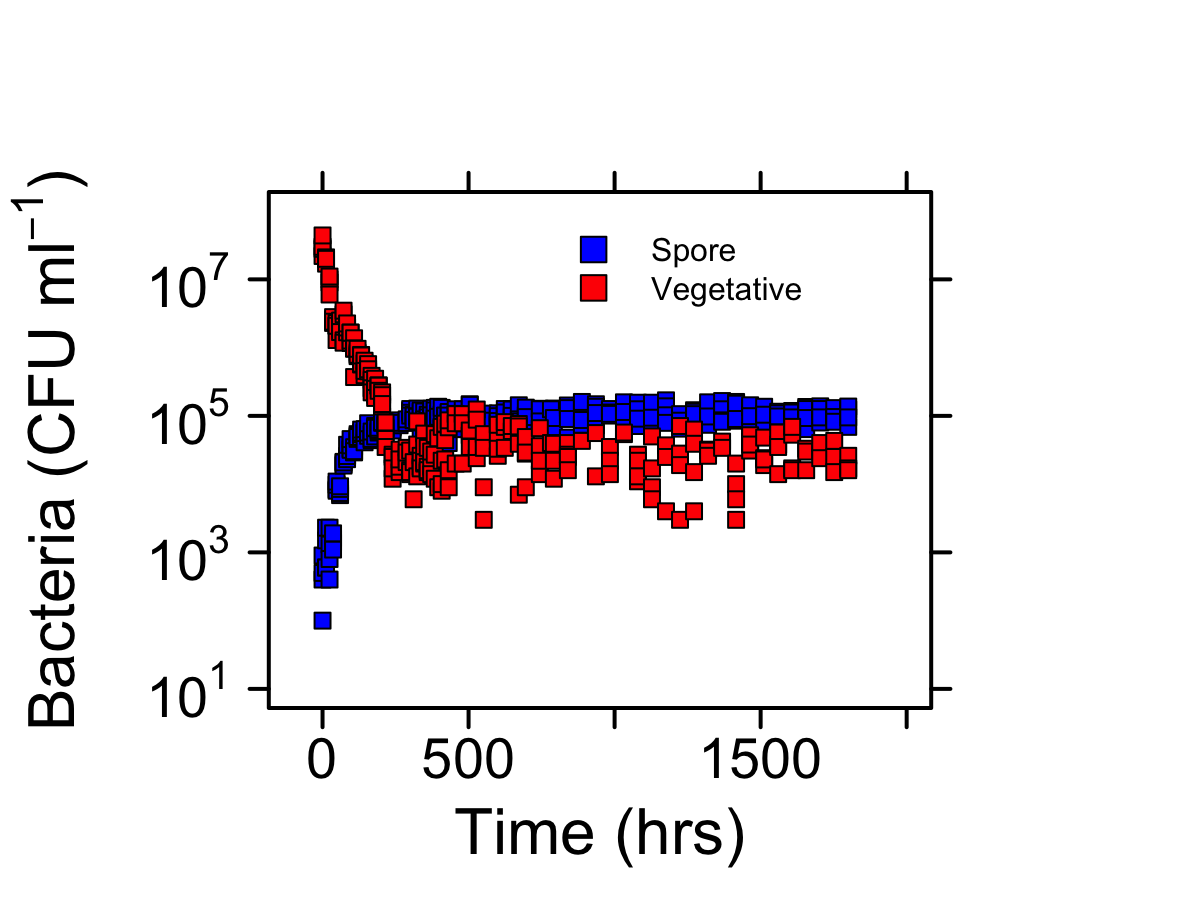 Bacteria (CFU ml⁻¹)
10⁷
10⁵
10³
10¹
Spore
Vegetative
0 500 1500
Time (hrs)